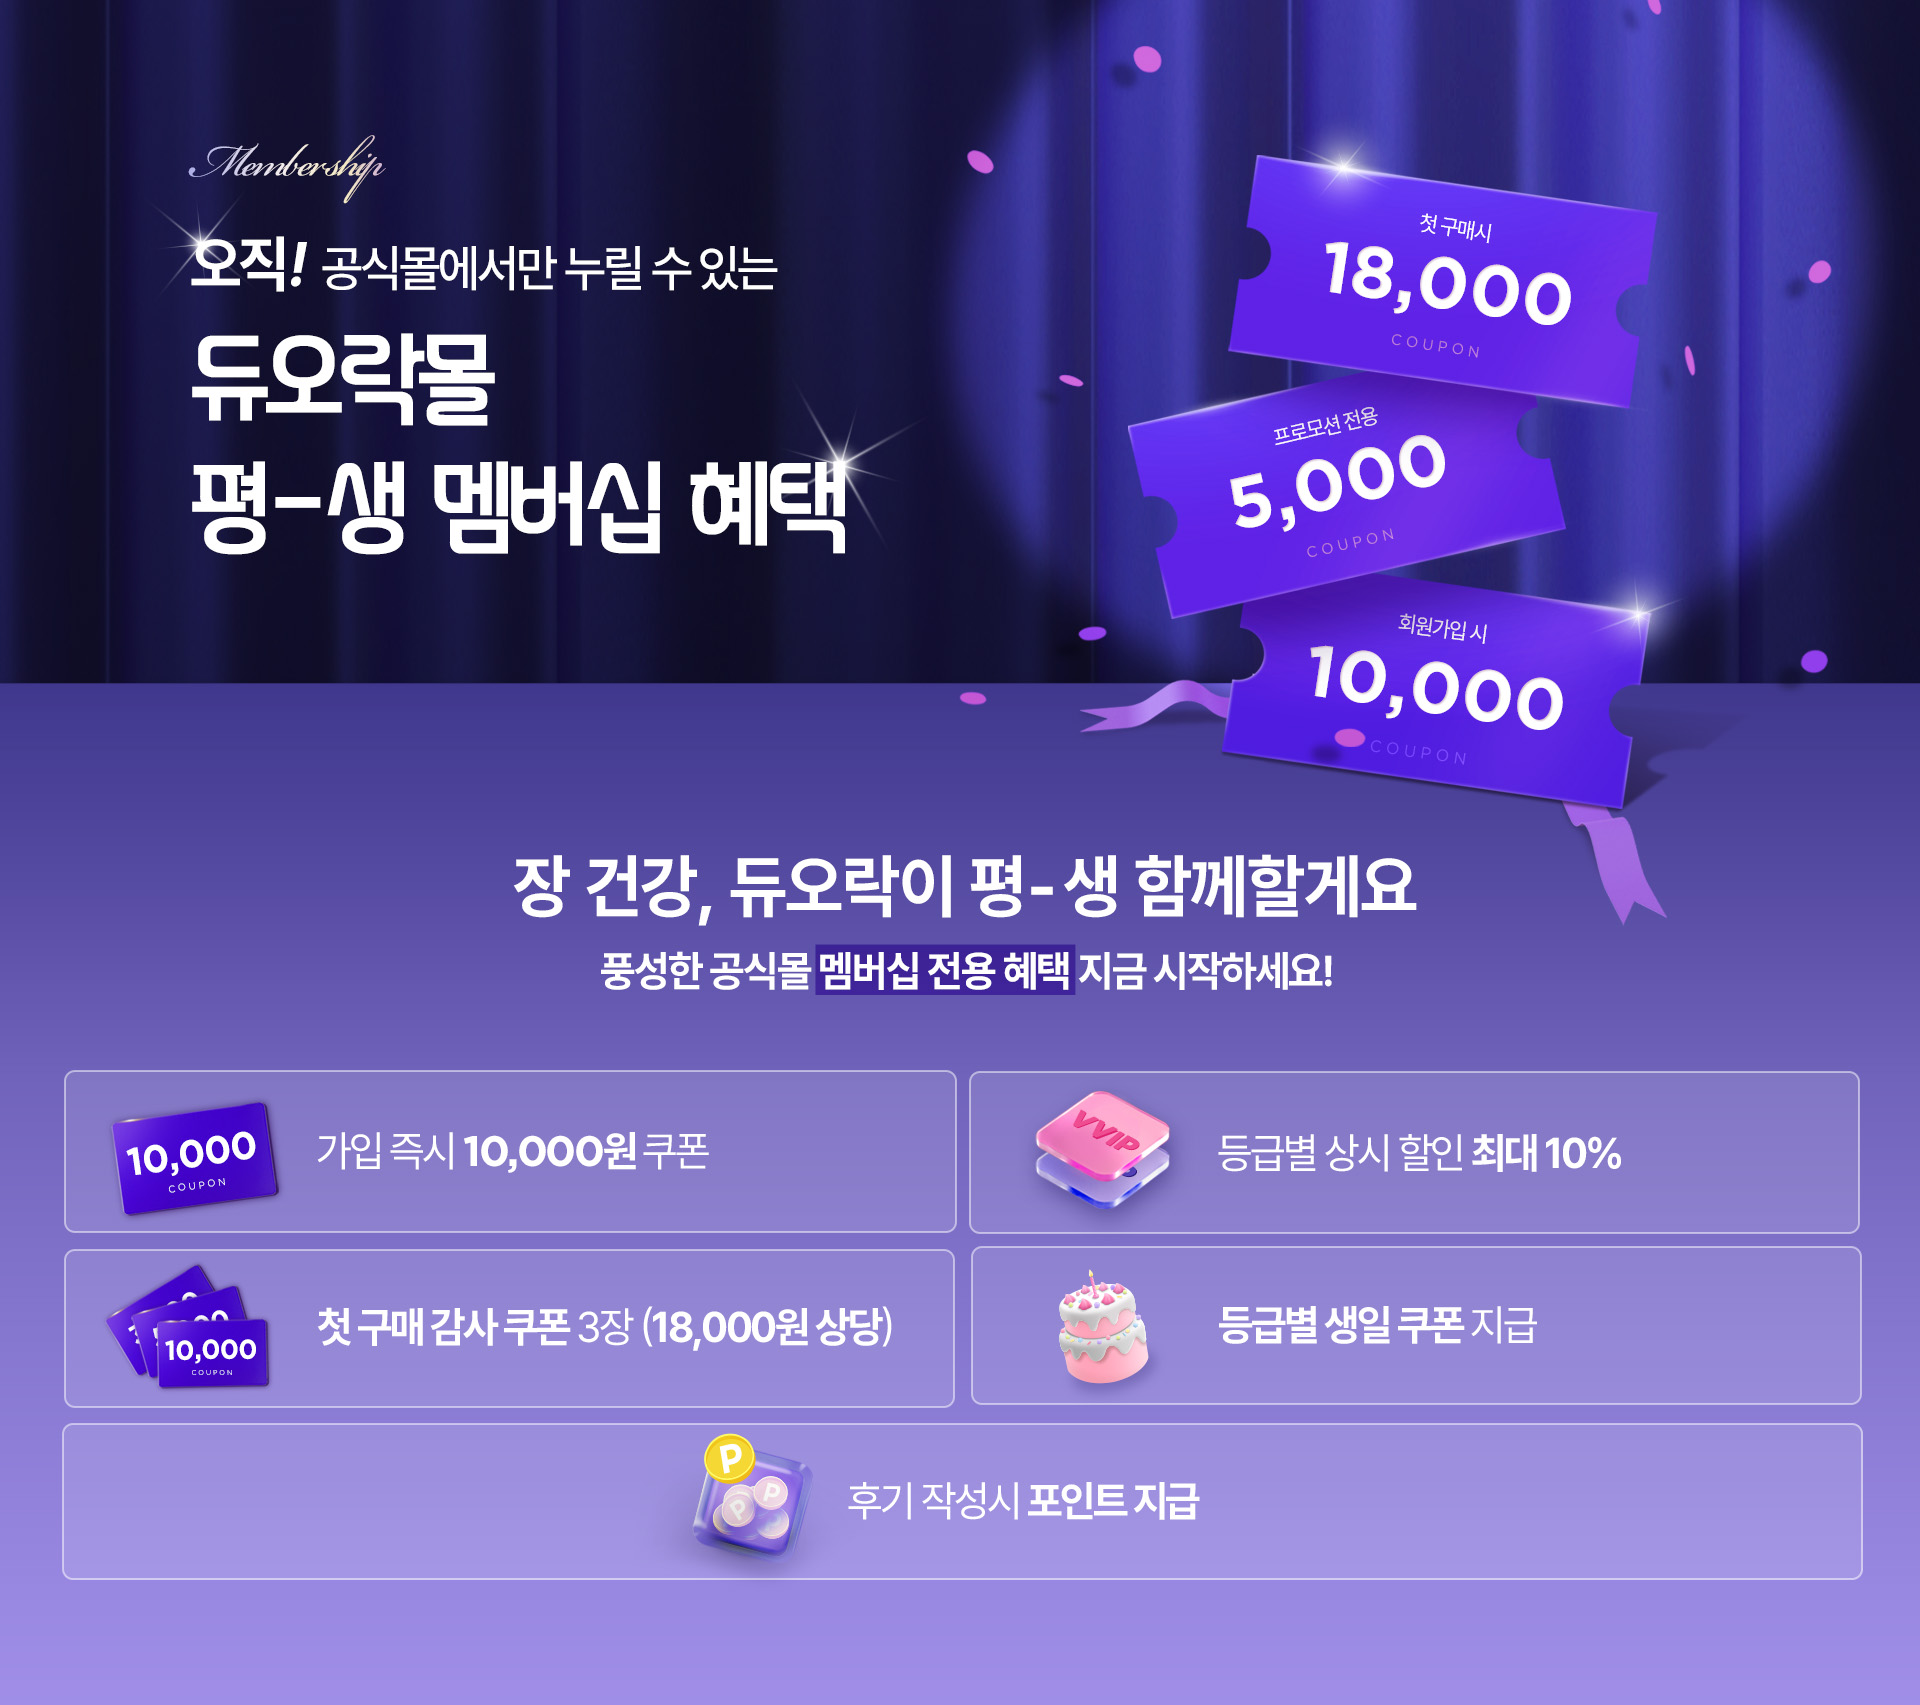 Membership
오직! 공식몰에서만 누릴 수 있는
듀오락몰
평-생 멤버십 혜택
첫 구매시
18,000
COUPON
프로모션 전용
5,000
COUPON
회원가입 시
10,000
COUPON
장 건강, 듀오락이 평-생 함께할게요
풍성한 공식몰 멤버십 전용 혜택 지금 시작하세요!
10,000
COUPON
가입 즉시 10,000원 쿠폰
VVIP
등급별 상시 할인 최대 10%
10,000
COUPON
첫 구매 감사 쿠폰 3장 (18,000원 상당)
등급별 생일 쿠폰 지급
P
P
P
후기 작성시 포인트 지급